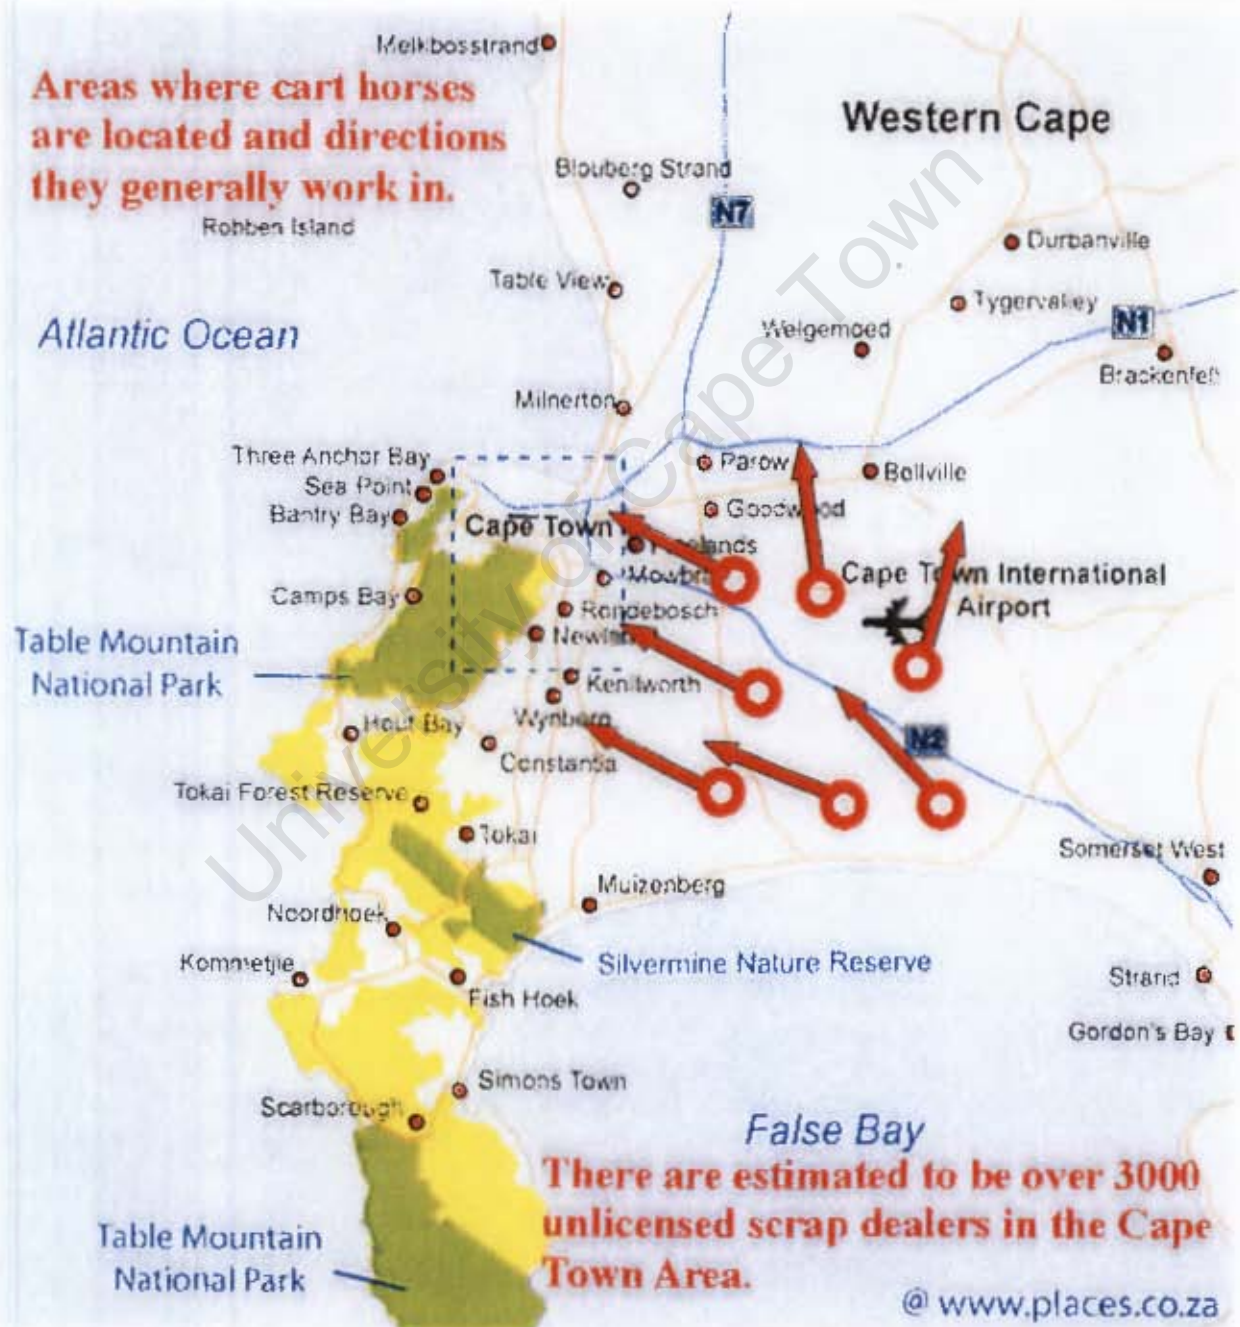 Melkbosstrand
Areas where cart horses
are located and directions
they generally work in.
Western Cape
Blouberg Strand
N7
Robben Island
Durbanville
Table View
Tygervalley
N1
Atlantic Ocean
Welgemoed
Brackenfell
Milnerton
Three Anchor Bay
Parow
Sea Point
Bellville
Bantry Bay
Goodwood
Cape Town
Pinelands
Mowbray
Cape Town International
Airport
Camps Bay
Rondebosch
Newlands
Table Mountain
National Park
Kenilworth
Wynberg
Hout Bay
N2
Constantia
Tokai Forest Reserve
Tokai
Somerset West
Muizenberg
Noordhoek
Kommetjie
Silvermine Nature Reserve
Strand
Fish Hoek
Gordon's Bay
Simons Town
Scarborough
False Bay
There are estimated to be over 3000
unlicensed scrap dealers in the Cape
Town Area.
Table Mountain
National Park
@ www.places.co.za
University of Cape Town